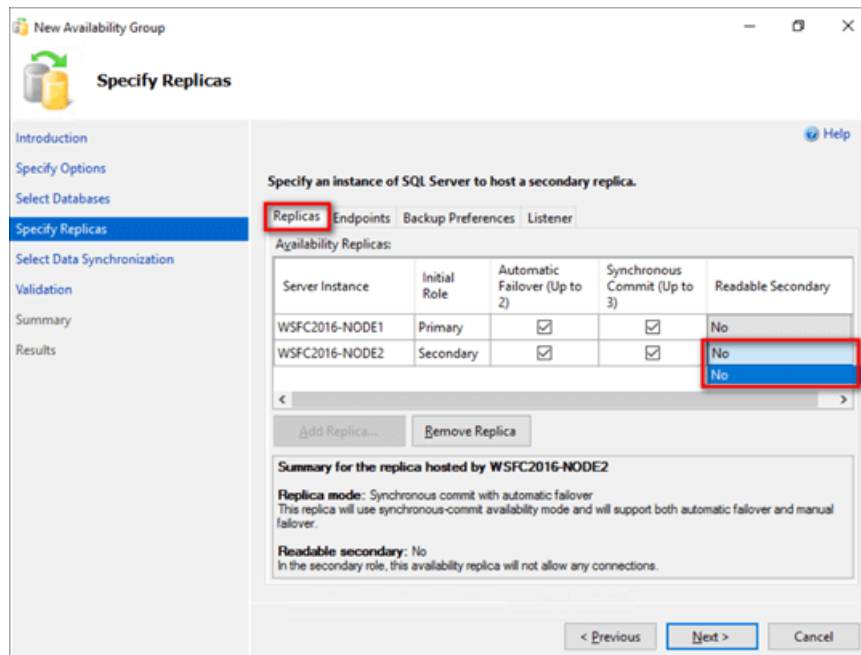 New Availability Group
Specify Replicas
Help
Introduction
Specify Options
Select Databases
Specify Replicas
Select Data Synchronization
Validation
Summary
Results
Specify an instance of SQL Server to host a secondary replica.
Replicas Endpoints Backup Preferences Listener
Availability Replicas:
Server Instance
Initial
Role
Automatic
Failover (Up to
2)
Synchronous
Commit (Up to
3)
Readable Secondary
WSFC2016-NODE1 Primary No
WSFC2016-NODE2 Secondary No
No
Add Replica... Remove Replica
Summary for the replica hosted by WSFC2016-NODE2
Replica mode: Synchronous commit with automatic failover
This replica will use synchronous-commit availability mode and will support both automatic failover and manual
failover.
Readable secondary: No
In the secondary role, this availability replica will not allow any connections.
< Previous Next > Cancel